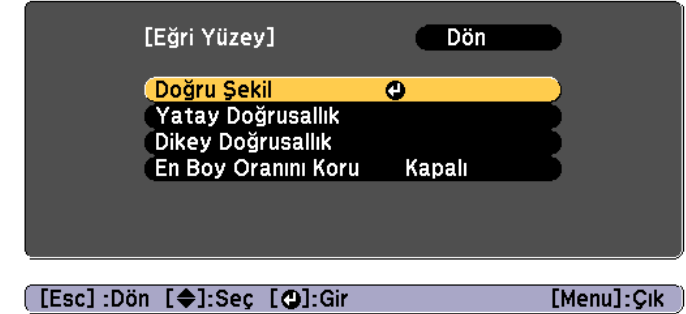 [Eğri Yüzey] Dön
Doğru Şekil
Yatay Doğrusallık
Dikey Doğrusallık
En Boy Oranını Koru Kapalı
[Esc] :Dön [◆]:Seç [⏎]:Gir [Menu]:Çık